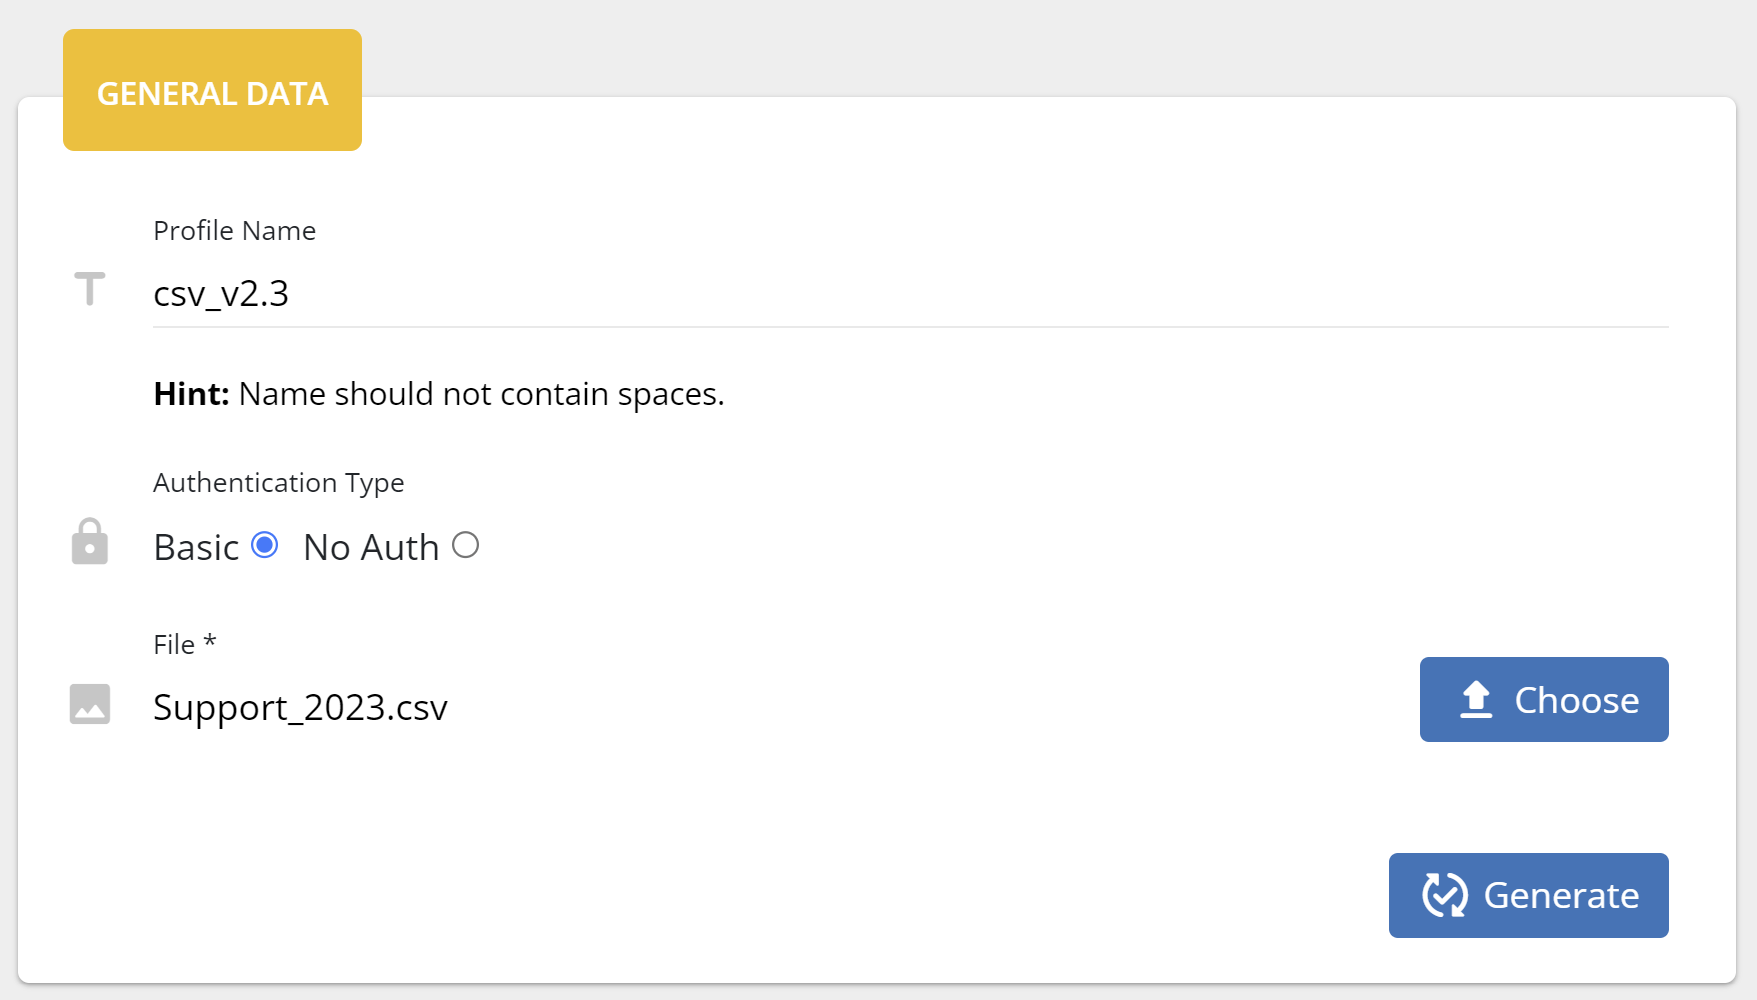 GENERAL DATA
Profile Name
csv_v2.3
Hint: Name should not contain spaces.
Authentication Type
Basic No Auth
File *
Support_2023.csv
Choose
Generate